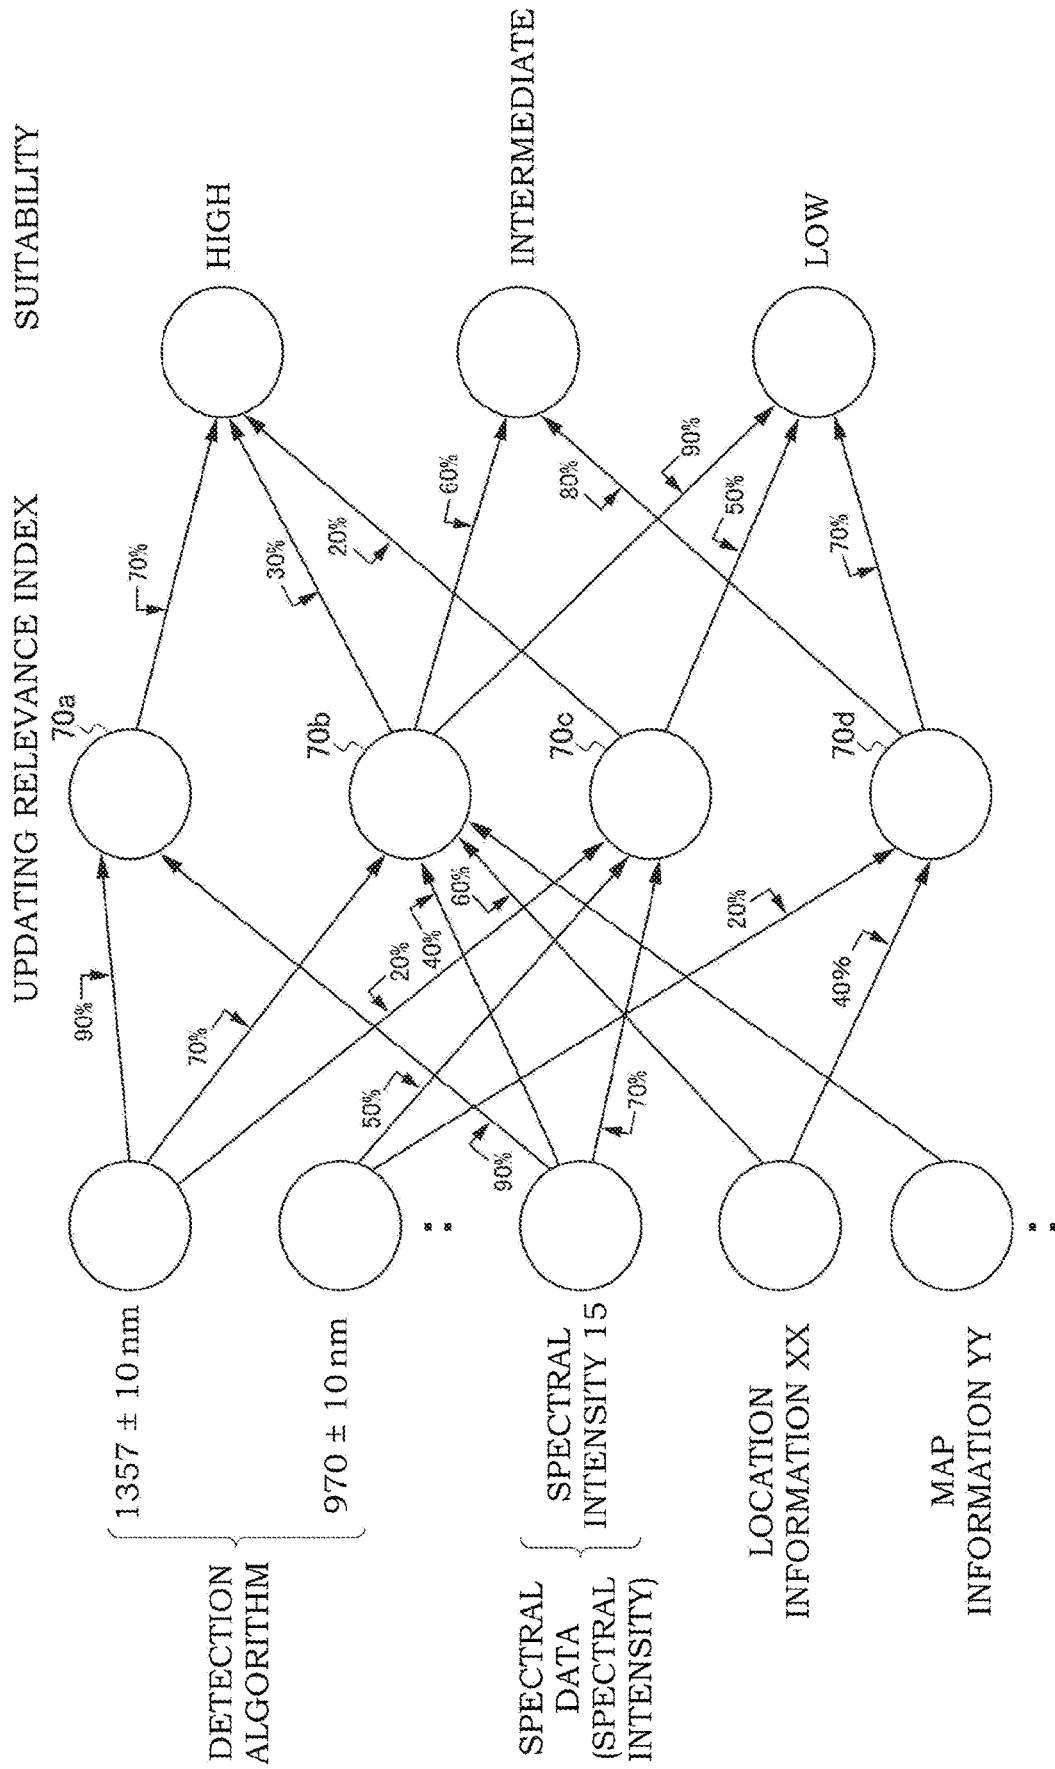 UPDATING RELEVANCE INDEX
SUITABILITY
DETECTION
ALGORITHM
1357 ± 10 nm
970 ± 10 nm
SPECTRAL
DATA
(SPECTRAL
INTENSITY)
SPECTRAL
INTENSITY 15
LOCATION
INFORMATION XX
MAP
INFORMATION YY
90%
70%
20%
50%
20%
90%
40%
70%
60%
40%
70a
70b
70c
70d
70%
30%
60%
90%
20%
50%
80%
70%
HIGH
INTERMEDIATE
LOW